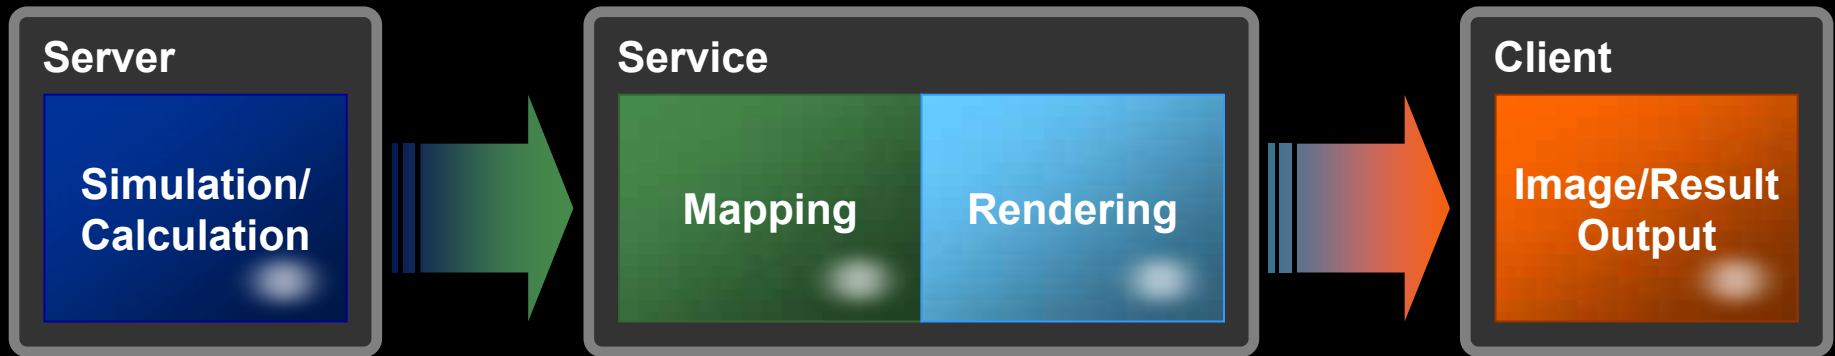 Server
Simulation/
Calculation
Service
Mapping
Rendering
Client
Image/Result
Output